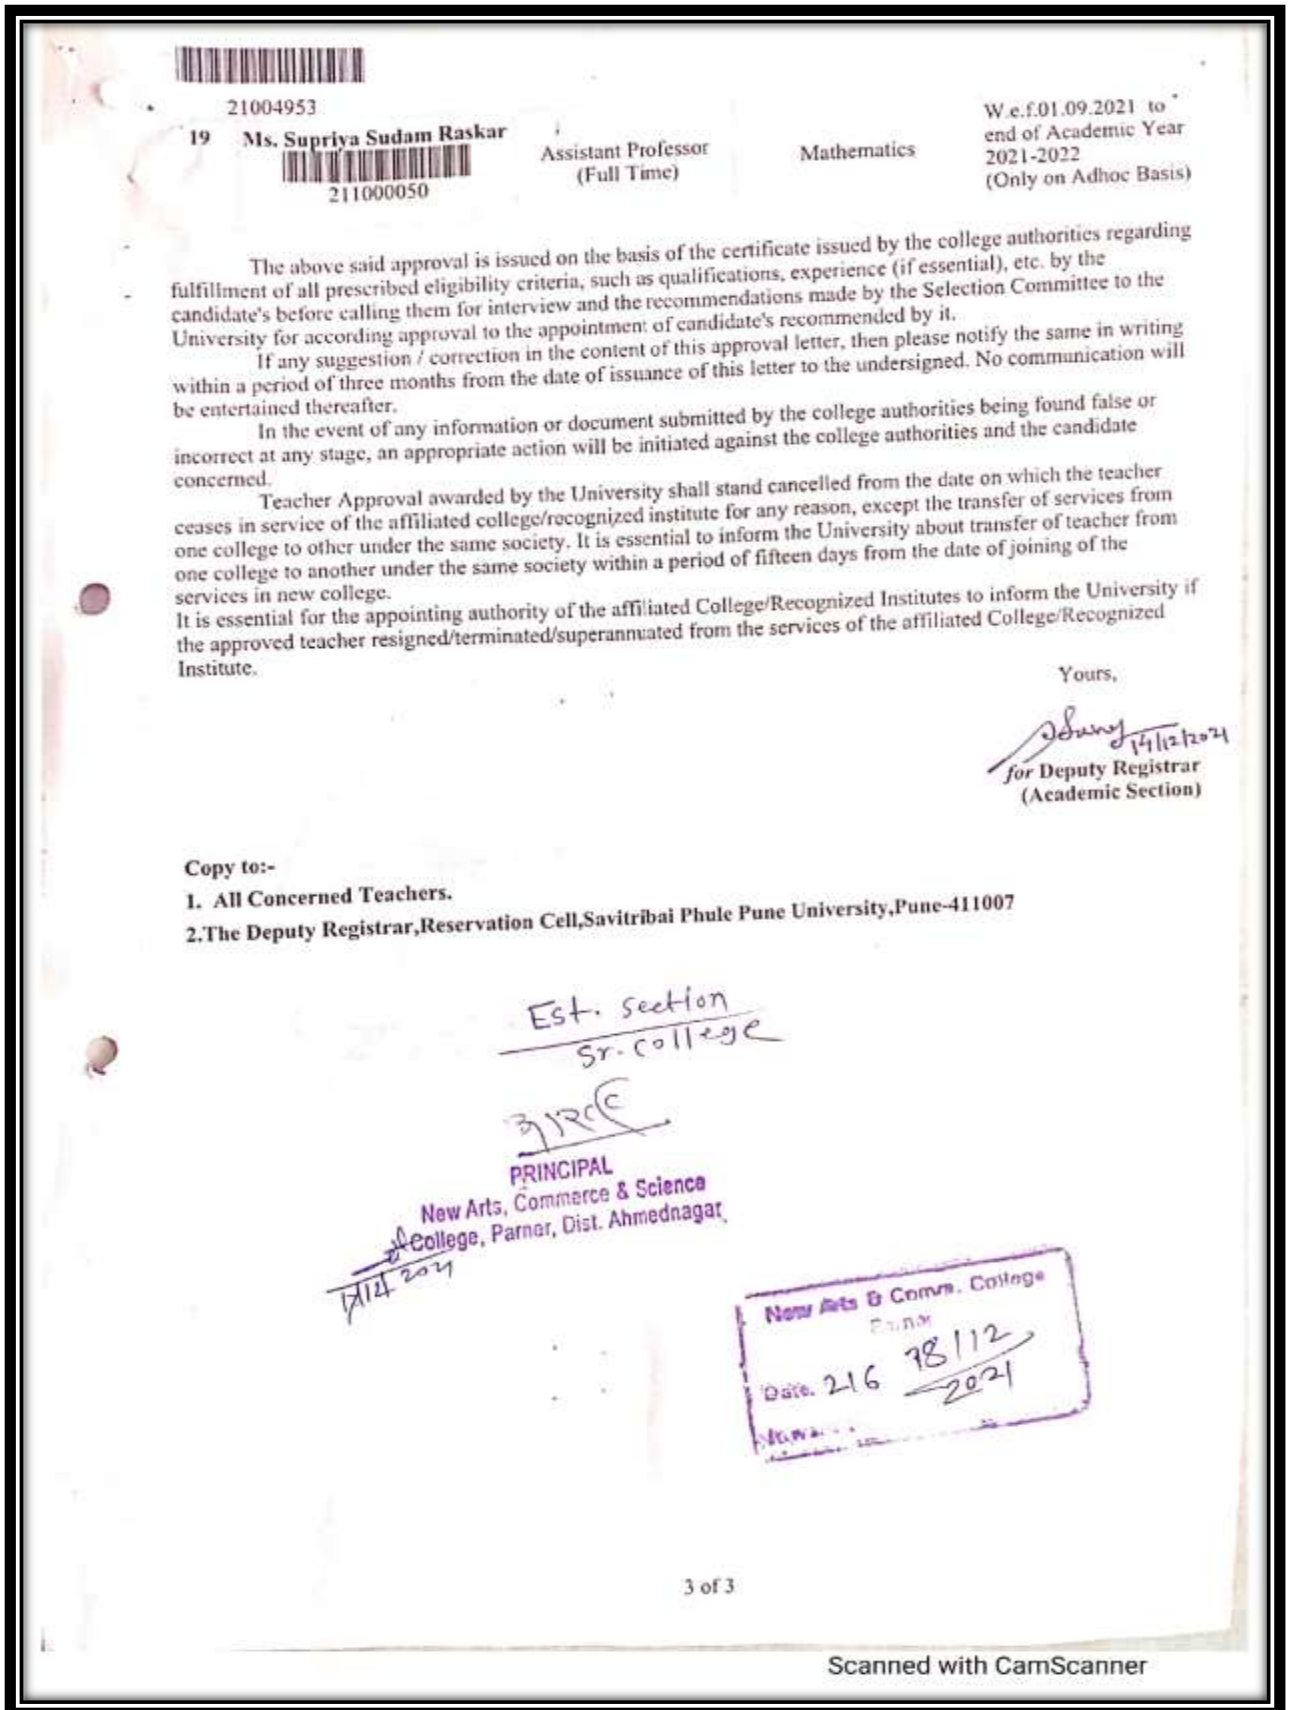 21004953
19 Ms. Supriya Sudam Raskar
211000050
Assistant Professor
(Full Time)
Mathematics
W.e.f.01.09.2021 to
end of Academic Year
2021-2022
(Only on Adhoc Basis)
The above said approval is issued on the basis of the certificate issued by the college authorities regarding
fulfillment of all prescribed eligibility criteria, such as qualifications, experience (if essential), etc. by the
candidate's before calling them for interview and the recommendations made by the Selection Committee to the
University for according approval to the appointment of candidate's recommended by it.
If any suggestion / correction in the content of this approval letter, then please notify the same in writing
within a period of three months from the date of issuance of this letter to the undersigned. No communication will
be entertained thereafter.
In the event of any information or document submitted by the college authorities being found false or
incorrect at any stage, an appropriate action will be initiated against the college authorities and the candidate
concerned.
Teacher Approval awarded by the University shall stand cancelled from the date on which the teacher
ceases in service of the affiliated college/recognized institute for any reason, except the transfer of services from
one college to other under the same society. It is essential to inform the University about transfer of teacher from
one college to another under the same society within a period of fifteen days from the date of joining of the
services in new college.
It is essential for the appointing authority of the affiliated College/Recognized Institutes to inform the University if
the approved teacher resigned/terminated/superannuated from the services of the affiliated College/Recognized
Institute.
Yours,
14/12/2021
for Deputy Registrar
(Academic Section)
Copy to:-
1. All Concerned Teachers.
2.The Deputy Registrar,Reservation Cell,Savitribai Phule Pune University,Pune-411007
Est. Section
Sr. College
PRINCIPAL
New Arts, Commerce & Science
College, Parner, Dist. Ahmednagar
2021
New Arts & Comm. College
Date. 216 18/12
2021
3 of 3
Scanned with CamScanner